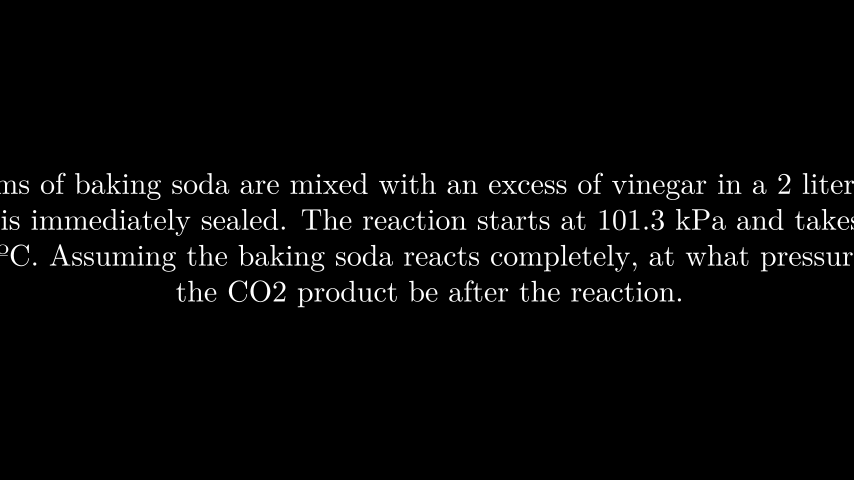 ms of baking soda are mixed with an excess of vinegar in a 2 liter
is immediately sealed. The reaction starts at 101.3 kPa and takes
ºC. Assuming the baking soda reacts completely, at what pressur
the CO2 product be after the reaction.